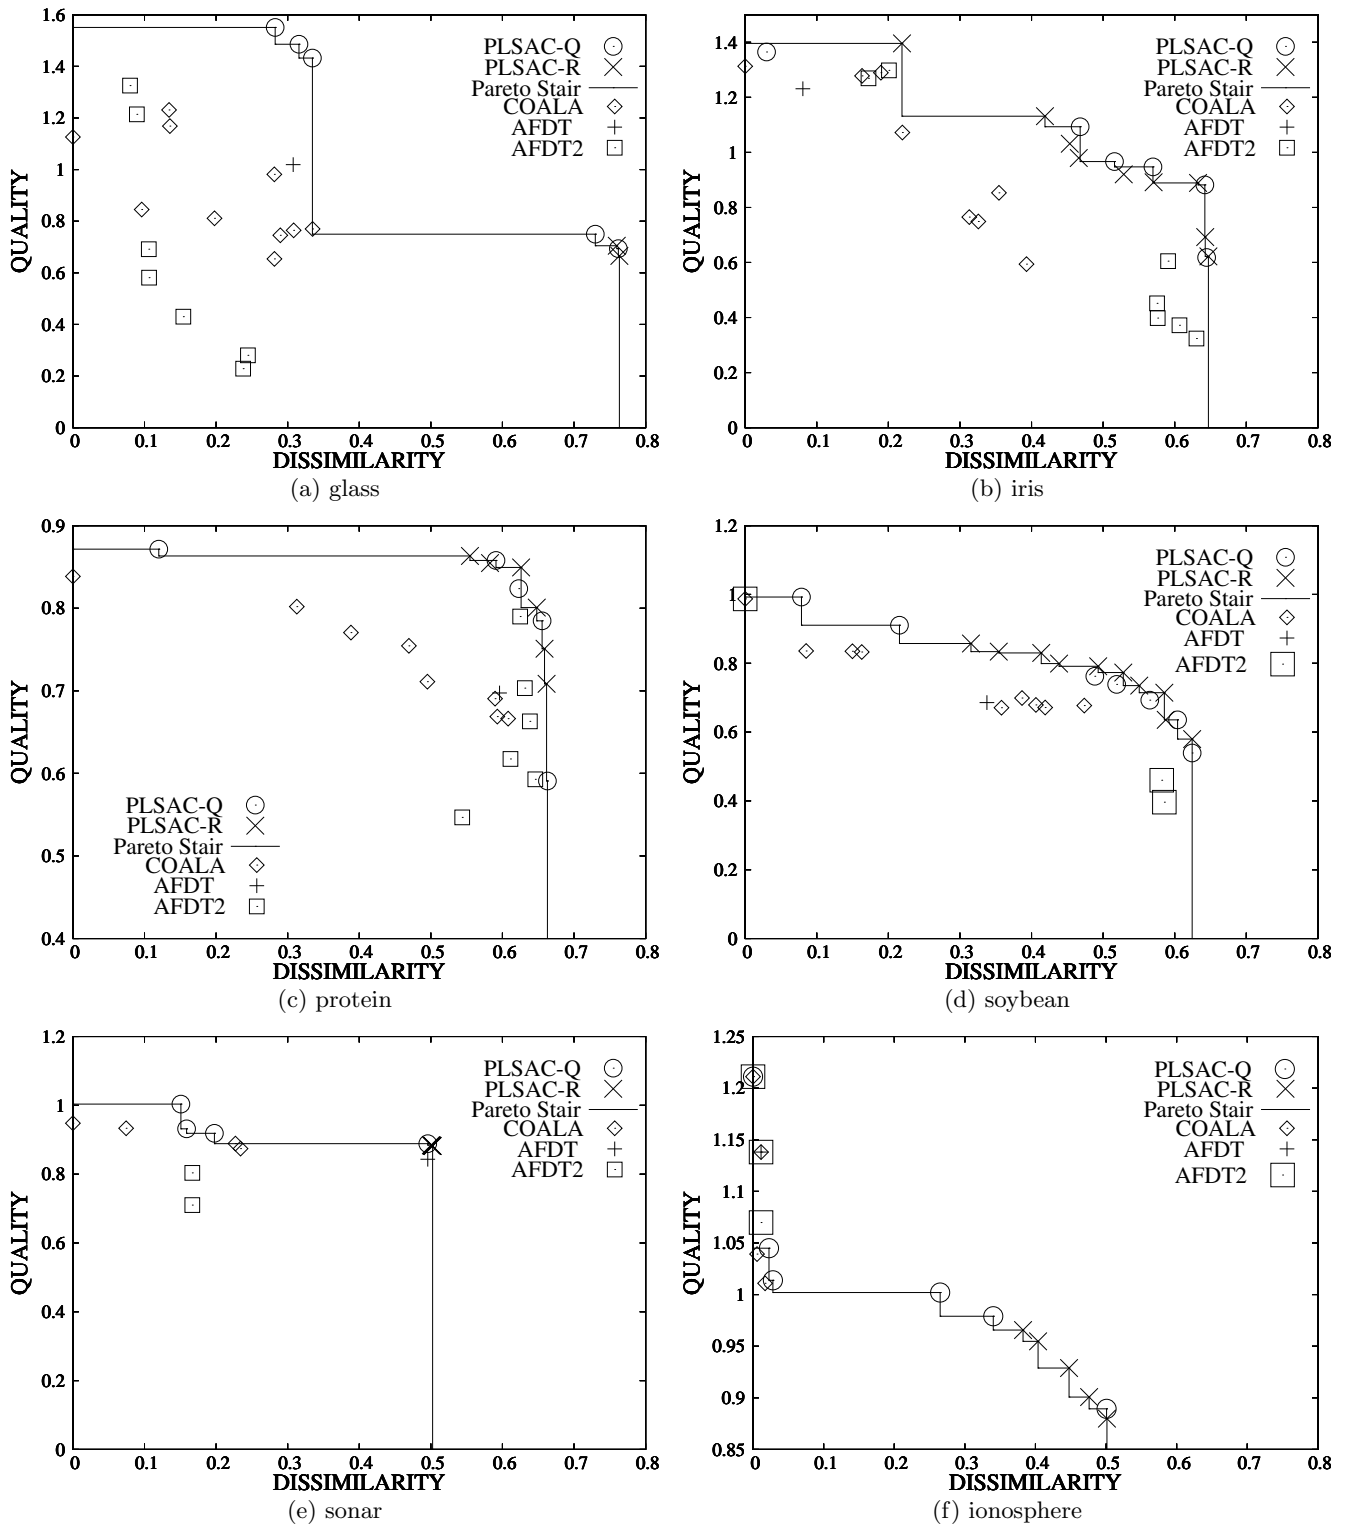 1.6
1.4
1.2
1
0.8
0.6
0.4
0.2
0
QUALITY
PLSAC-Q
PLSAC-R
Pareto Stair
COALA
AFDT
AFDT2
0 0.1 0.2 0.3 0.4 0.5 0.6 0.7 0.8
DISSIMILARITY
(a) glass
1.4
1.2
1
0.8
0.6
0.4
0.2
0
QUALITY
PLSAC-Q
PLSAC-R
Pareto Stair
COALA
AFDT
AFDT2
0 0.1 0.2 0.3 0.4 0.5 0.6 0.7 0.8
DISSIMILARITY
(b) iris
0.9
0.8
0.7
0.6
0.5
0.4
QUALITY
PLSAC-Q
PLSAC-R
Pareto Stair
COALA
AFDT
AFDT2
0 0.1 0.2 0.3 0.4 0.5 0.6 0.7 0.8
DISSIMILARITY
(c) protein
1.2
1
0.8
0.6
0.4
0.2
0
QUALITY
PLSAC-Q
PLSAC-R
Pareto Stair
COALA
AFDT
AFDT2
0 0.1 0.2 0.3 0.4 0.5 0.6 0.7 0.8
DISSIMILARITY
(d) soybean
1.2
1
0.8
0.6
0.4
0.2
0
QUALITY
PLSAC-Q
PLSAC-R
Pareto Stair
COALA
AFDT
AFDT2
0 0.1 0.2 0.3 0.4 0.5 0.6 0.7 0.8
DISSIMILARITY
(e) sonar
1.25
1.2
1.15
1.1
1.05
1
0.95
0.9
0.85
QUALITY
PLSAC-Q
PLSAC-R
Pareto Stair
COALA
AFDT
AFDT2
0 0.1 0.2 0.3 0.4 0.5 0.6 0.7 0.8
DISSIMILARITY
(f) ionosphere